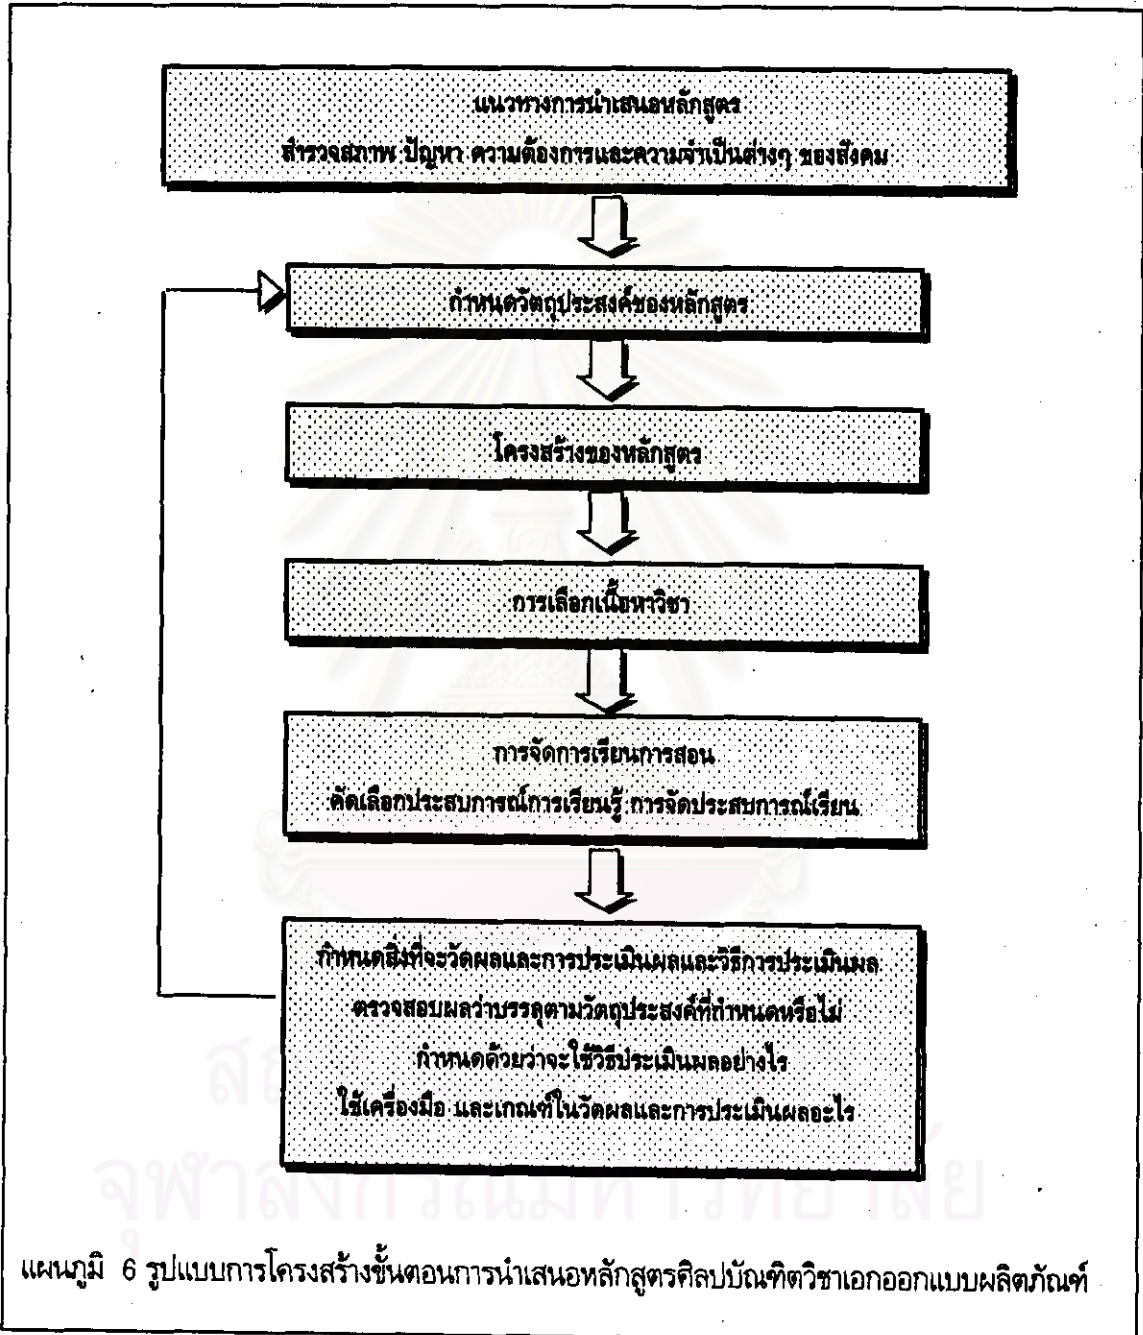 แนวทางการนำเสนอหลักสูตร
สำรวจสภาพ ปัญหา ความต้องการและความจำเป็นต่างๆ ของสังคม
กำหนดวัตถุประสงค์ของหลักสูตร
โครงสร้างของหลักสูตร
การเลือกเนื้อหาวิชา
การจัดการเรียนการสอน
คัดเลือกประสบการณ์การเรียนรู้ การจัดประสบการณ์เรียน
กำหนดสิ่งที่จะวัดผลและการประเมินผลและวิธีการประเมินผล
ตรวจสอบผลว่าบรรลุตามวัตถุประสงค์ที่กำหนดหรือไม่
กำหนดด้วยว่าจะใช้วิธีประเมินผลอย่างไร
ใช้เครื่องมือ และเกณฑ์ในวัดผลและการประเมินผลอะไร
จุฬาลงกรณ์มหาวิทยาลัย
แผนภูมิ 6 รูปแบบการโครงสร้างขั้นตอนการนำเสนอหลักสูตรศิลปบัณฑิตวิชาเอกออกแบบผลิตภัณฑ์